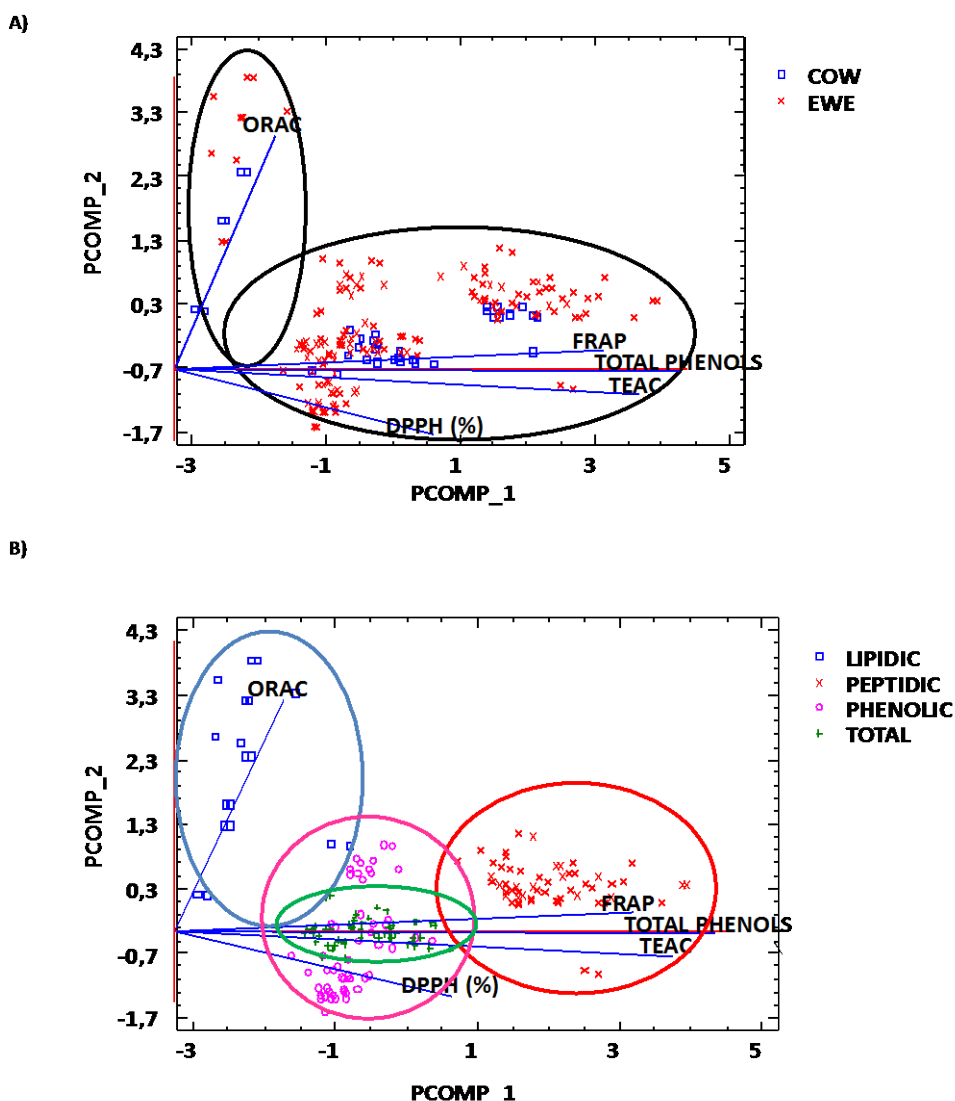 A)
4,3
3,3
2,3
1,3
0,3
-0,7
-1,7
PCOMP_2
ORAC
FRAP
TOTAL PHENOLS
TEAC
DPPH (%)
-3
-1
1
3
5
PCOMP_1
COW
EWE
B)
4,3
3,3
2,3
1,3
0,3
-0,7
-1,7
PCOMP_2
ORAC
FRAP
TOTAL PHENOLS
TEAC
DPPH (%)
-3
-1
1
3
5
PCOMP 1
LIPIDIC
PEPTIDIC
PHENOLIC
TOTAL